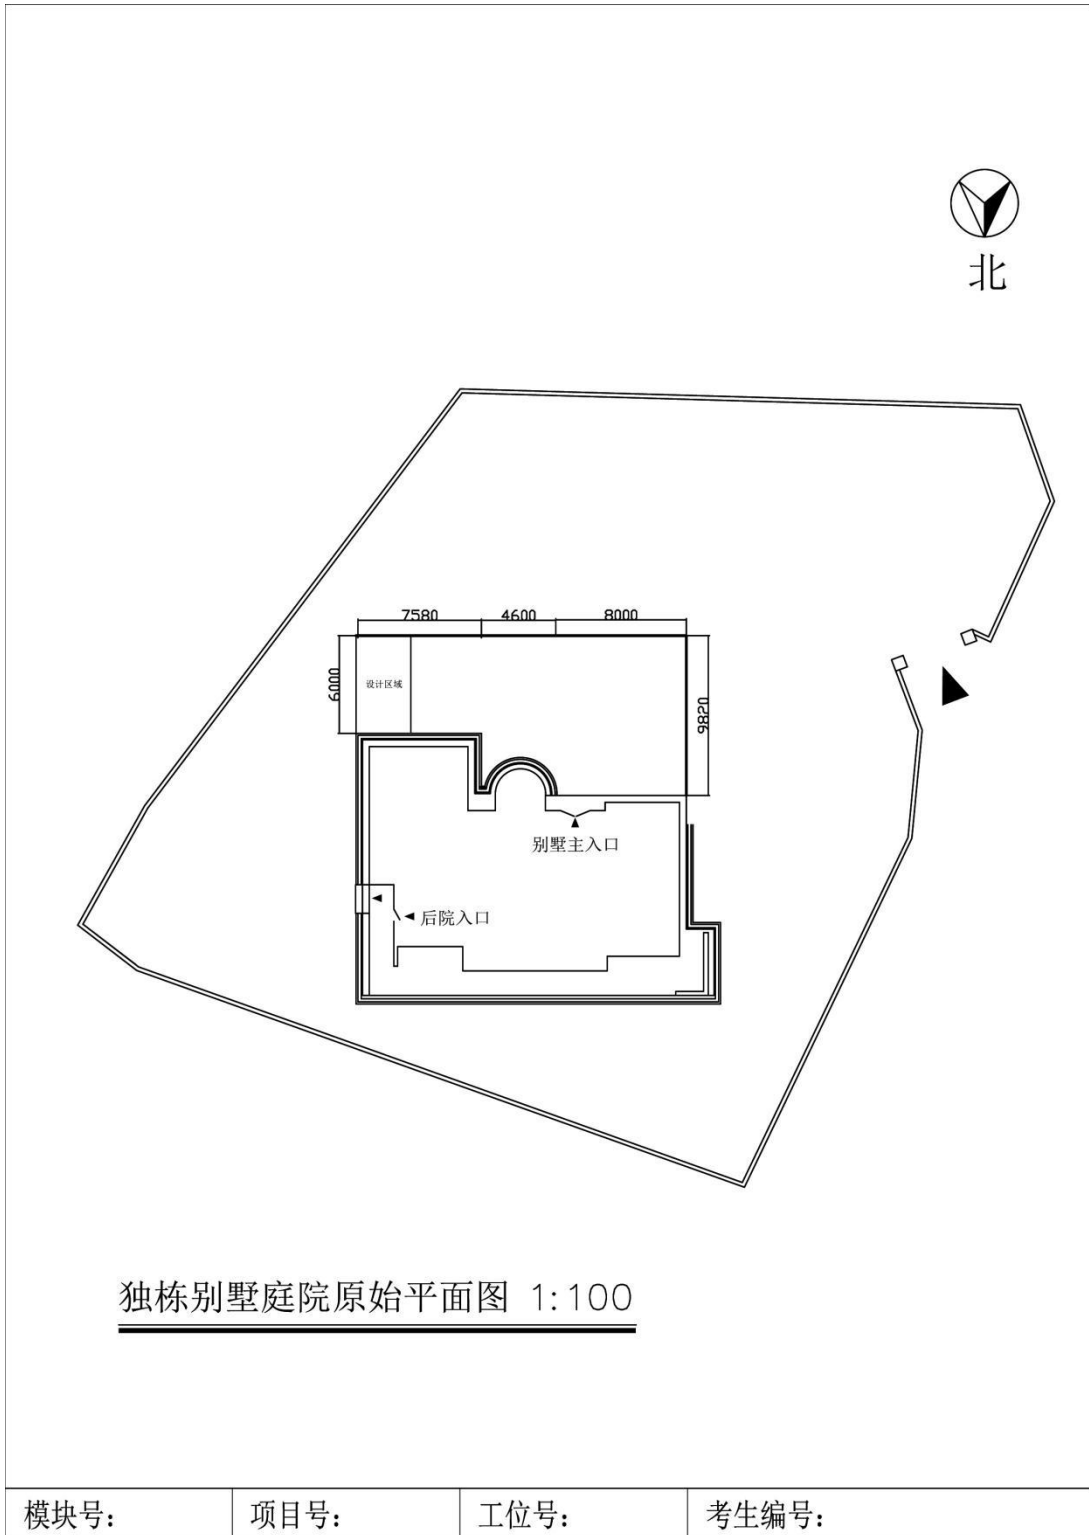 北
7580 4600 8000
6000
设计区域
9820
别墅主入口
后院入口
独栋别墅庭院原始平面图 1:100
模块号: 项目号: 工位号: 考生编号: